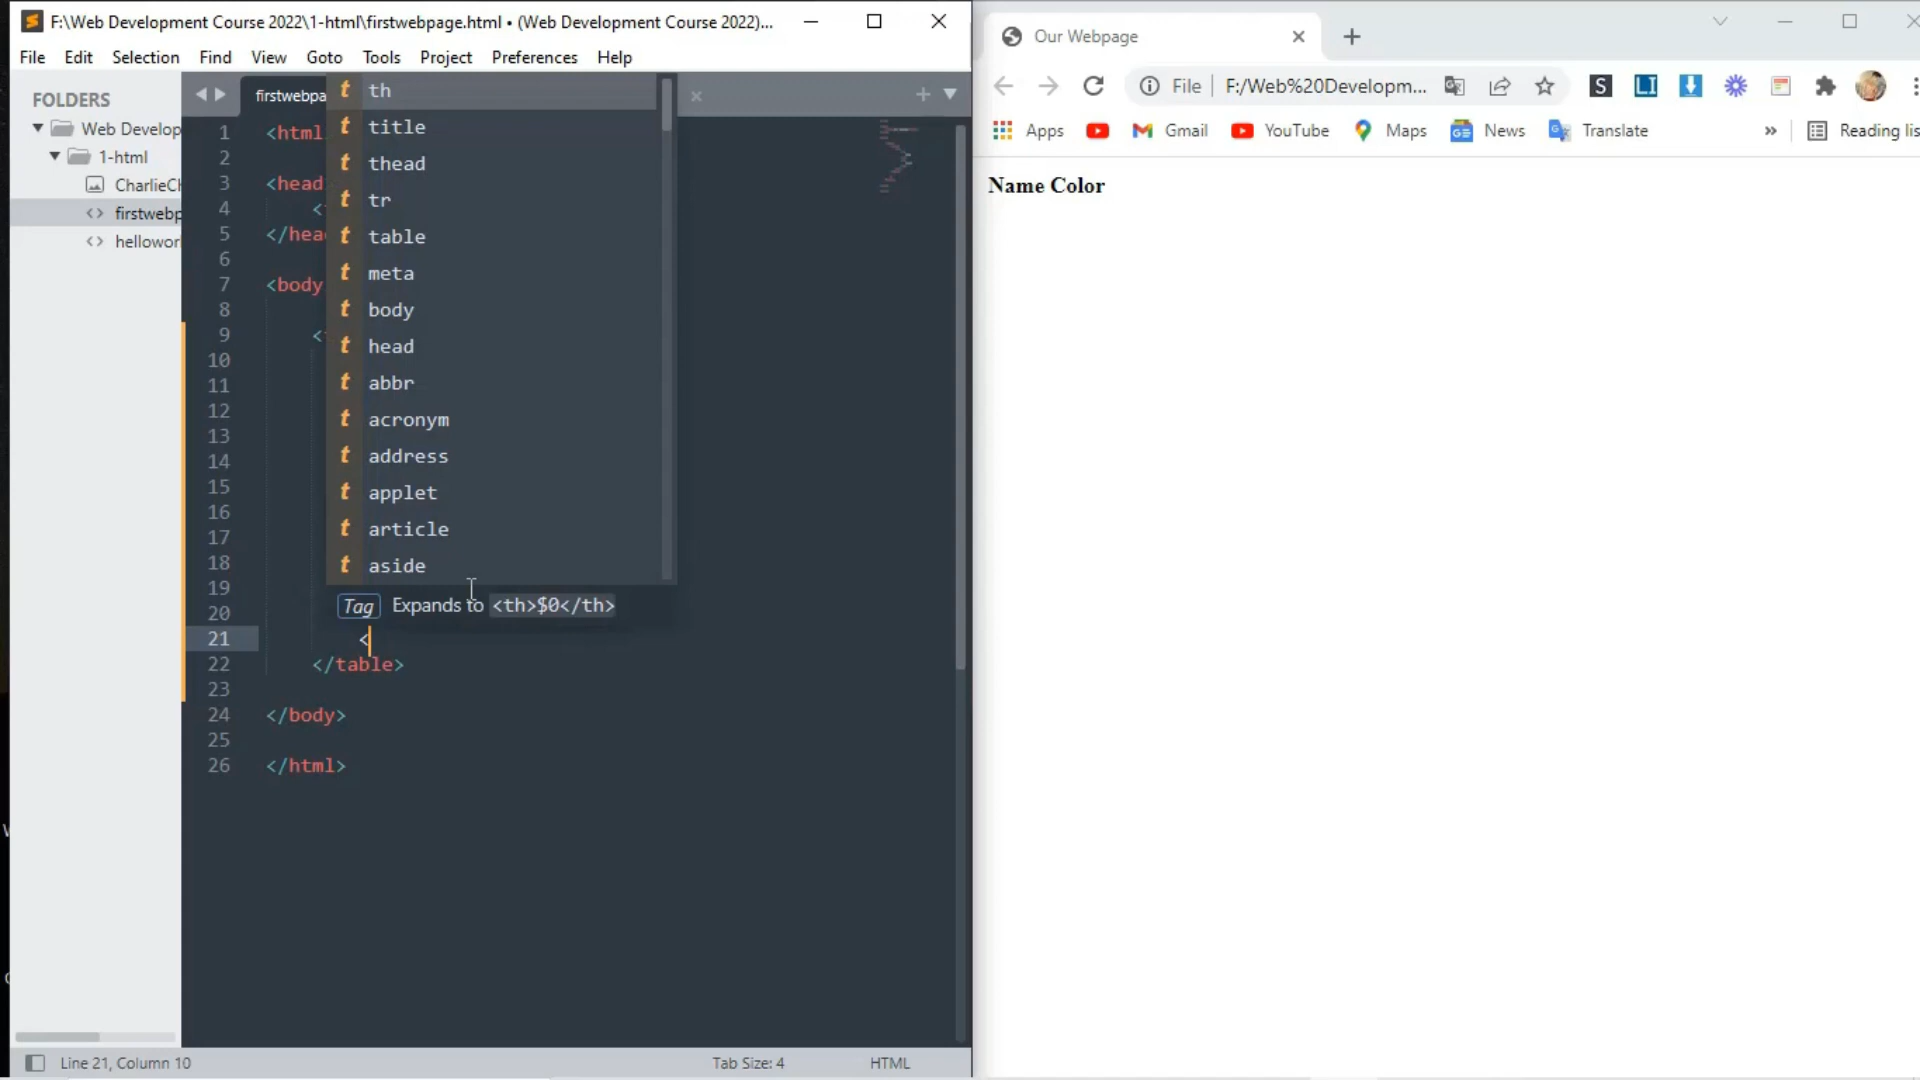 F:\Web Development Course 2022\1-html\firstwebpage.html • (Web Development Course 2022)...
File Edit Selection Find View Goto Tools Project Preferences Help
FOLDERS
Web Develop
1-html
CharlieCh
firstwebp
hellowor
firstwebpa
1 <html
2
3 <head
4 <
5 </hea
6
7 <body
8
9 <
10
11
12
13
14
15
16
17
18
19
20
21 <
22 </table>
23
24 </body>
25
26 </html>
t th
t title
t thead
t tr
t table
t meta
t body
t head
t abbr
t acronym
t address
t applet
t article
t aside
Tag Expands to <th>$0</th>
Line 21, Column 10 Tab Size: 4 HTML
Our Webpage
File F:/Web%20Developm...
S LI
Apps Gmail YouTube Maps News Translate » Reading lis
Name Color